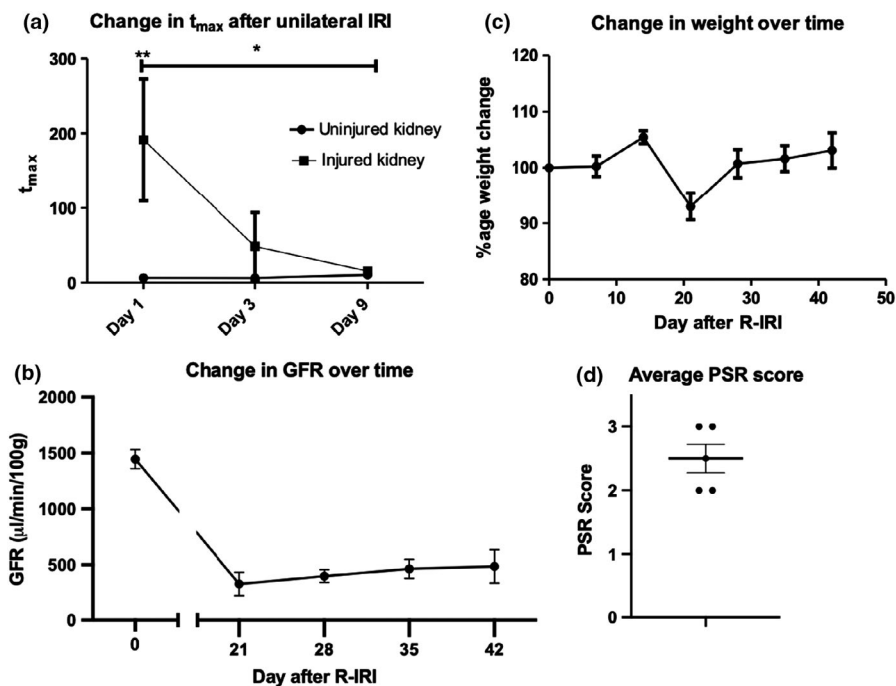 (a) Change in tmax after unilateral IRI
** *
300
200
100
0
tmax
Uninjured kidney
Injured kidney
Day 1 Day 3 Day 9
(c) Change in weight over time
120
110
100
90
80
%age weight change
0 10 20 30 40 50
Day after R-IRI
(b) Change in GFR over time
2000
1500
1000
500
0
GFR (µl/min/100g)
0 21 28 35 42
Day after R-IRI
(d) Average PSR score
3
2
1
0
PSR Score